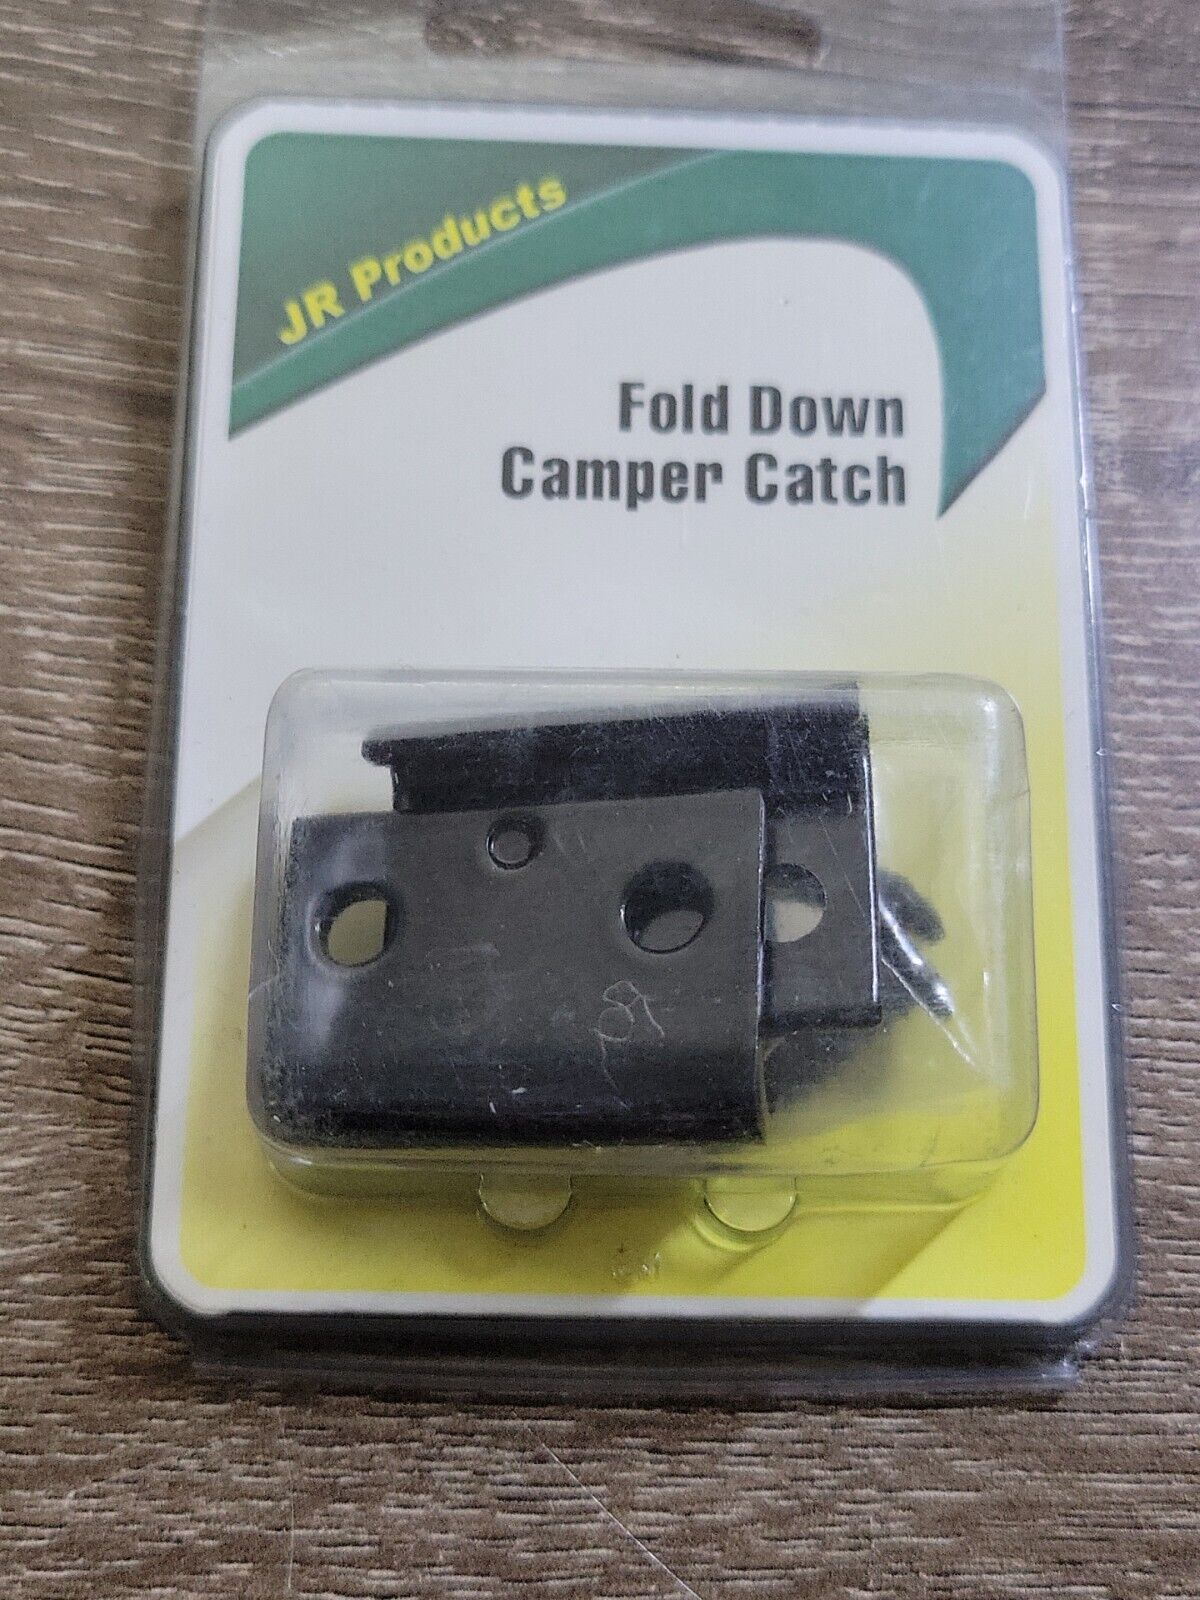 JR Products
Fold Down
Camper Catch